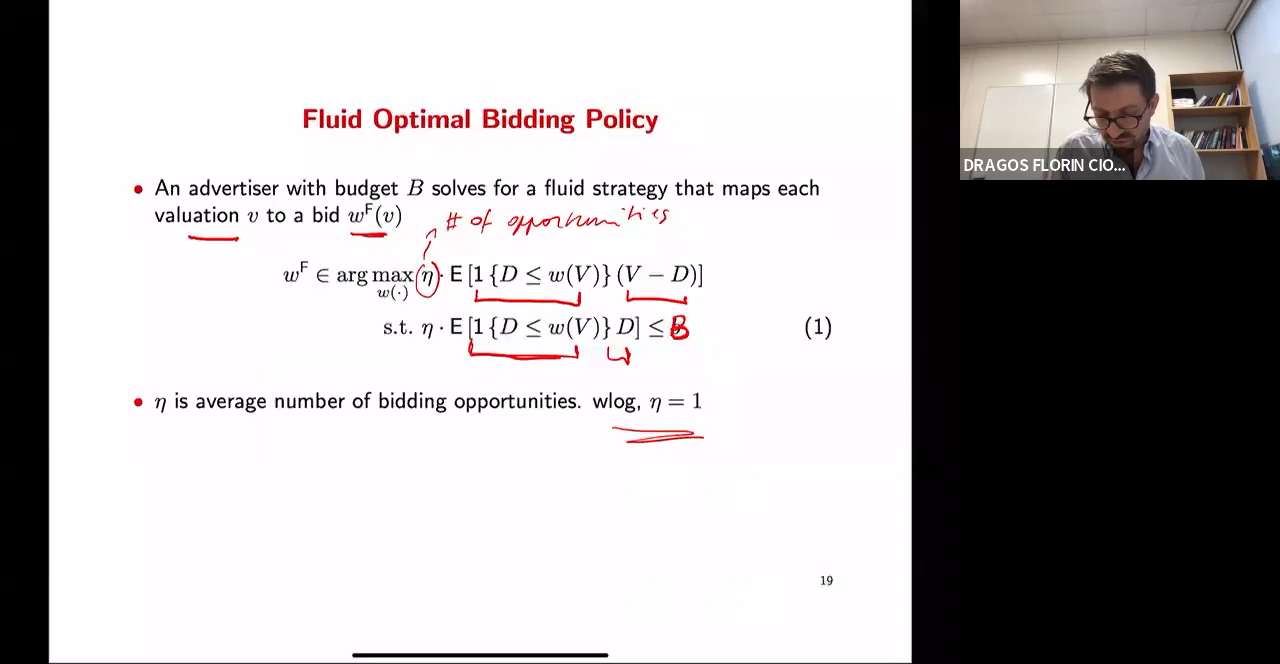 Fluid Optimal Bidding Policy
• An advertiser with budget B solves for a fluid strategy that maps each
valuation v to a bid w^F(v)
# of opportunities
w^F ∈ arg max_{w(·)} η · E [1 {D ≤ w(V)} (V − D)]
s.t. η · E [1 {D ≤ w(V)} D] ≤ B (1)
• η is average number of bidding opportunities. wlog, η = 1
19
DRAGOS FLORIN CIO...